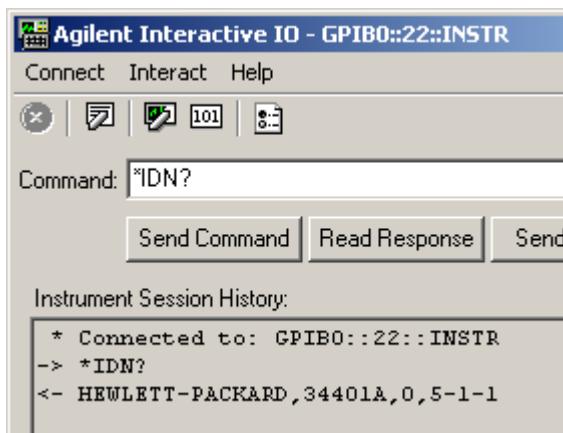 Agilent Interactive IO - GPIB0::22::INSTR
Connect Interact Help
101
Command: *IDN?
Send Command Read Response Send
Instrument Session History:
* Connected to: GPIB0::22::INSTR
-> *IDN?
<- HEWLETT-PACKARD,34401A,0,5-1-1